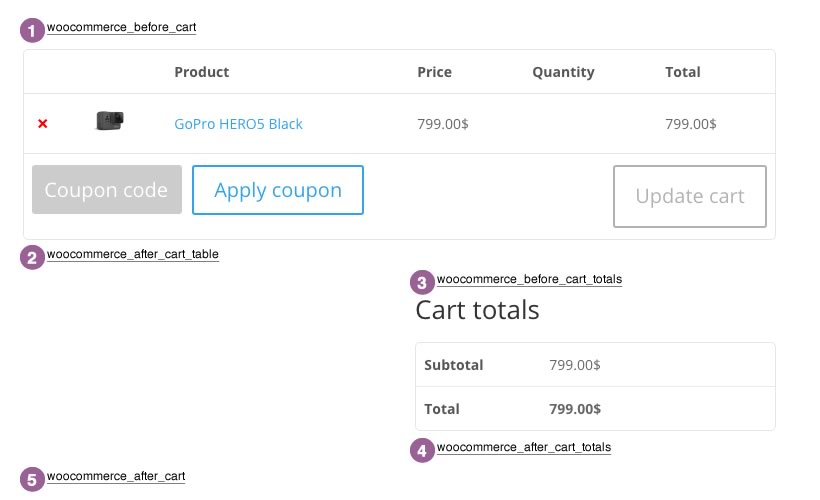 1 woocommerce_before_cart
Product Price Quantity Total
× GoPro HERO5 Black 799.00$ 799.00$
Coupon code Apply coupon Update cart
2 woocommerce_after_cart_table
3 woocommerce_before_cart_totals
Cart totals
Subtotal 799.00$
Total 799.00$
4 woocommerce_after_cart_totals
5 woocommerce_after_cart